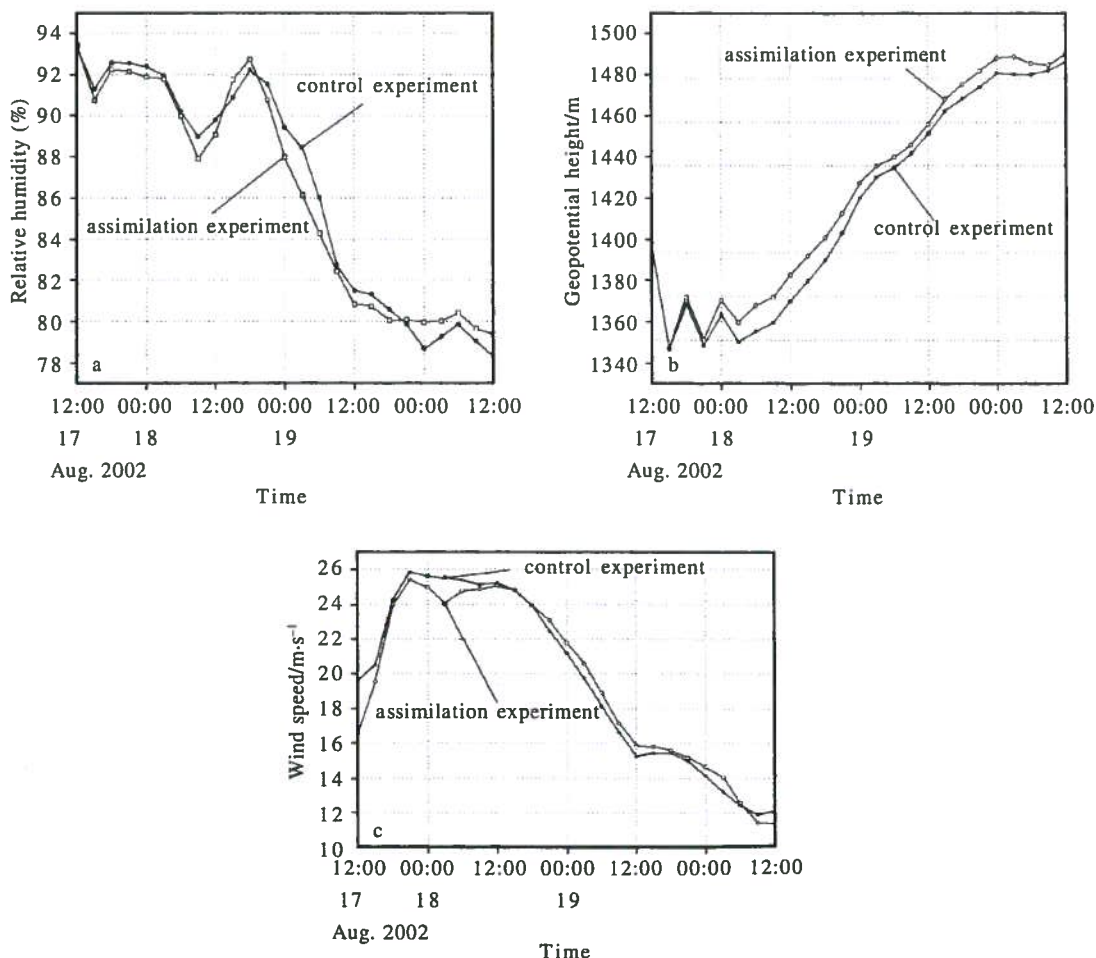 94
92
90
88
86
84
82
80
78
Relative humidity (%)
control experiment
assimilation experiment
a
12:00 00:00 12:00 00:00 12:00 00:00 12:00
17 18 19
Aug. 2002
Time
1500
1480
1460
1440
1420
1400
1380
1360
1340
1330
Geopotential height/m
assimilation experiment
control experiment
b
12:00 00:00 12:00 00:00 12:00 00:00 12:00
17 18 19
Aug. 2002
Time
26
24
22
20
18
16
14
12
10
Wind speed/m·s⁻¹
control experiment
assimilation experiment
c
12:00 00:00 12:00 00:00 12:00 00:00 12:00
17 18 19
Aug. 2002
Time